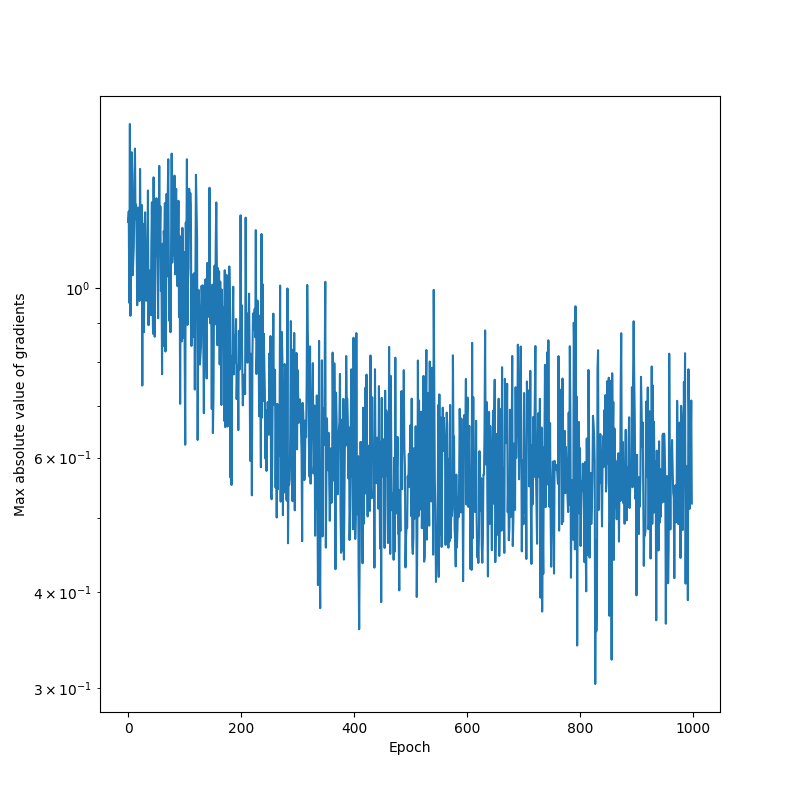 Max absolute value of gradients
10⁰
6 × 10⁻¹
4 × 10⁻¹
3 × 10⁻¹
0 200 400 600 800 1000
Epoch